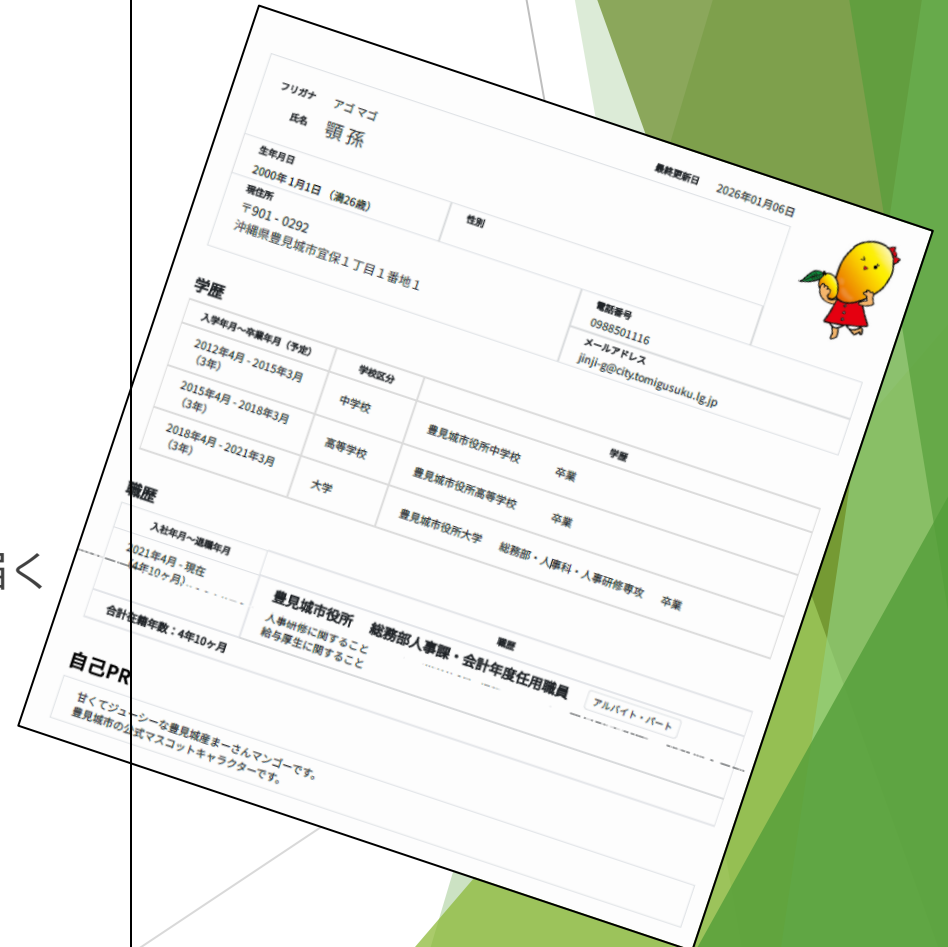 届く
最終更新日 2026年01月06日
フリガナ アゴ マゴ
氏名 顎 孫
生年月日
2000年 1月1日 （満26歳）
性別
現住所
〒901 - 0292
沖縄県豊見城市宜保１丁目１番地１
電話番号
0988501116
メールアドレス
jinji-g@city.tomigusuku.lg.jp
学歴
入学年月～卒業年月（予定） 学校区分 学歴
2012年4月 - 2015年3月
（3年）
中学校 豊見城市役所中学校 卒業
2015年4月 - 2018年3月
（3年）
高等学校 豊見城市役所高等学校 卒業
2018年4月 - 2021年3月
（3年）
大学 豊見城市役所大学 総務部・人事科・人事研修専攻 卒業
職歴
入社年月～退職年月 職歴
2021年4月 - 現在
（4年10ヶ月）
豊見城市役所 総務部人事課・会計年度任用職員 アルバイト・パート
人事研修に関すること
給与厚生に関すること
合計在籍年数：4年10ヶ月
自己PR
甘くてジューシーな豊見城産まーさんマンゴーです。
豊見城市の公式マスコットキャラクターです。